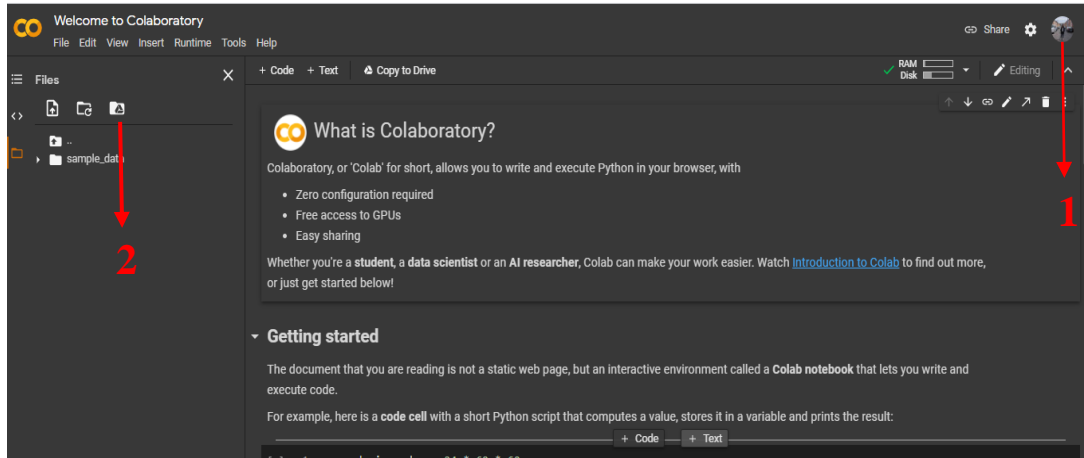 Welcome to Colaboratory
File Edit View Insert Runtime Tools Help
Share
Files
+ Code + Text Copy to Drive
RAM
Disk
Editing
..
sample_data
What is Colaboratory?
Colaboratory, or 'Colab' for short, allows you to write and execute Python in your browser, with
• Zero configuration required
• Free access to GPUs
• Easy sharing
1
2
Whether you're a student, a data scientist or an AI researcher, Colab can make your work easier. Watch Introduction to Colab to find out more,
or just get started below!
Getting started
The document that you are reading is not a static web page, but an interactive environment called a Colab notebook that lets you write and
execute code.
For example, here is a code cell with a short Python script that computes a value, stores it in a variable and prints the result:
+ Code + Text